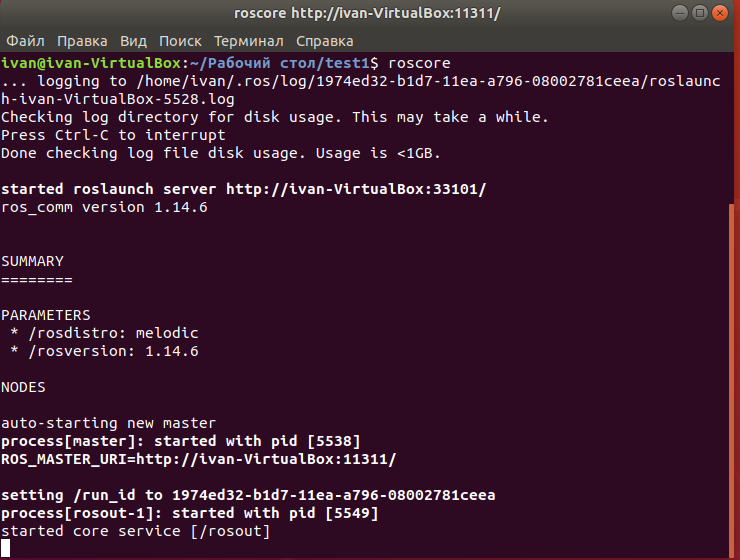 roscore http://ivan-VirtualBox:11311/
Файл Правка Вид Поиск Терминал Справка
ivan@ivan-VirtualBox:~/Рабочий стол/test1$ roscore
... logging to /home/ivan/.ros/log/1974ed32-b1d7-11ea-a796-08002781ceea/roslaunc
h-ivan-VirtualBox-5528.log
Checking log directory for disk usage. This may take a while.
Press Ctrl-C to interrupt
Done checking log file disk usage. Usage is <1GB.
started roslaunch server http://ivan-VirtualBox:33101/
ros_comm version 1.14.6
SUMMARY
========
PARAMETERS
 * /rosdistro: melodic
 * /rosversion: 1.14.6
NODES
auto-starting new master
process[master]: started with pid [5538]
ROS_MASTER_URI=http://ivan-VirtualBox:11311/
setting /run_id to 1974ed32-b1d7-11ea-a796-08002781ceea
process[rosout-1]: started with pid [5549]
started core service [/rosout]